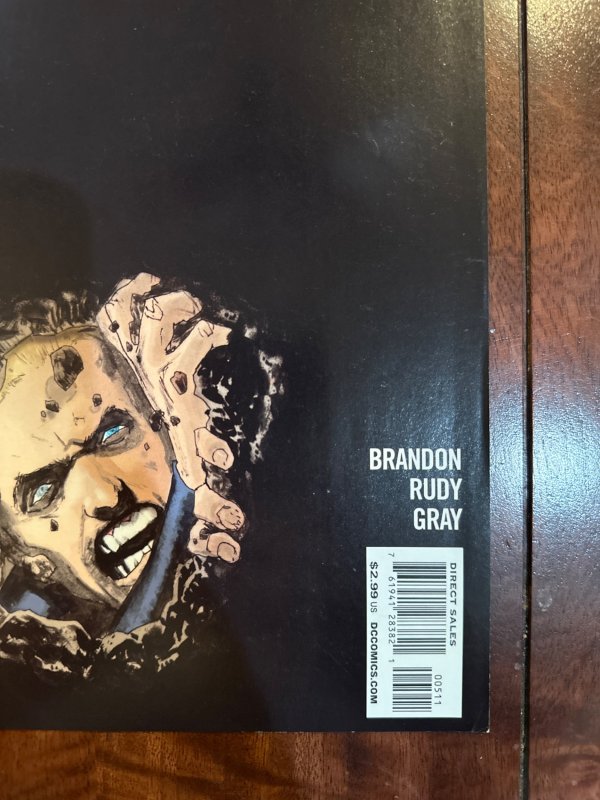 BRANDON
RUDY
GRAY
DIRECT SALES
00511
7 61941 28382 1
$2.99 US DCCOMICS.COM